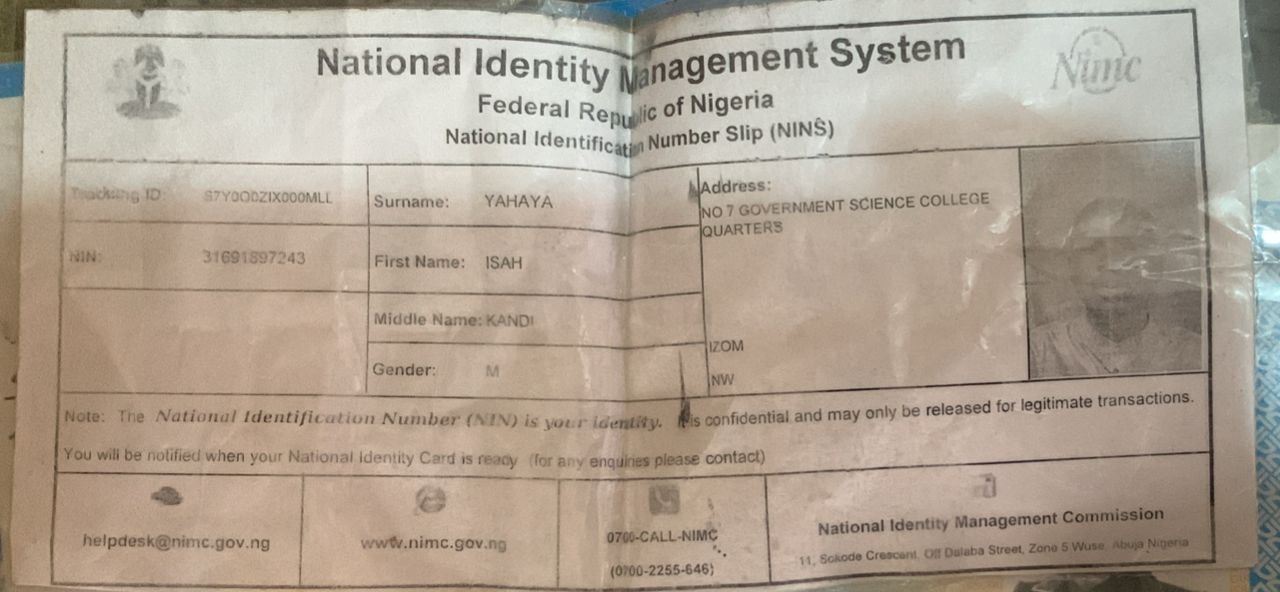 National Identity Management System
Federal Republic of Nigeria
National Identification Number Slip (NINS)
Nimc
Tracking ID: S7Y0ODZIX000MLL
Surname: YAHAYA
Address:
NO 7 GOVERNMENT SCIENCE COLLEGE
QUARTERS
NIN: 31691897243
First Name: ISAH
Middle Name: KANDI
IZOM
Gender: M
NW
Note: The National Identification Number (NIN) is your identity. It is confidential and may only be released for legitimate transactions.
You will be notified when your National Identity Card is ready (for any enquiries please contact)
helpdesk@nimc.gov.ng
www.nimc.gov.ng
0700-CALL-NIMC
(0700-2255-646)
National Identity Management Commission
11, Sokode Crescent, Off Dalaba Street, Zone 5 Wuse, Abuja Nigeria